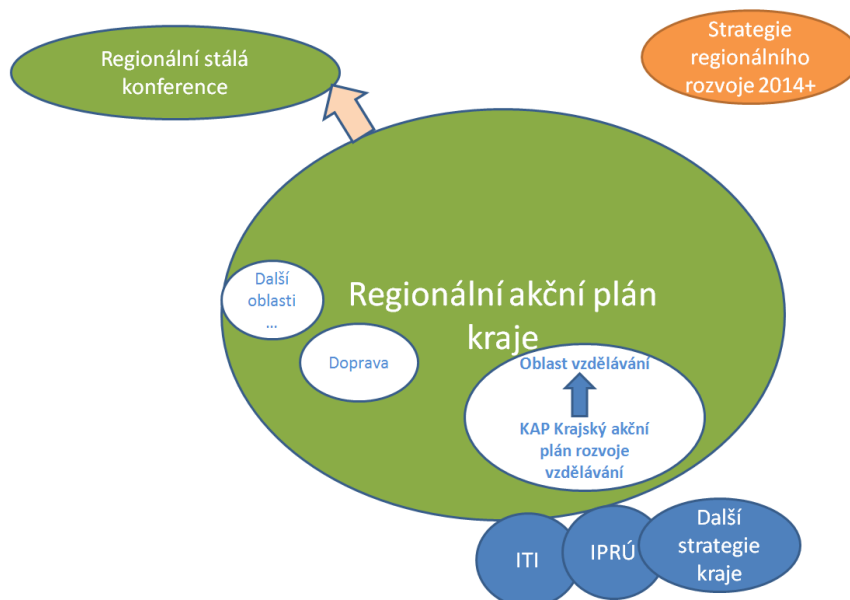 Regionální stálá
konference
Strategie
regionálního
rozvoje 2014+
Další
oblasti
...
Regionální akční plán
kraje
Doprava
Oblast vzdělávání
KAP Krajský akční
plán rozvoje
vzdělávání
ITI
IPRÚ
Další
strategie
kraje